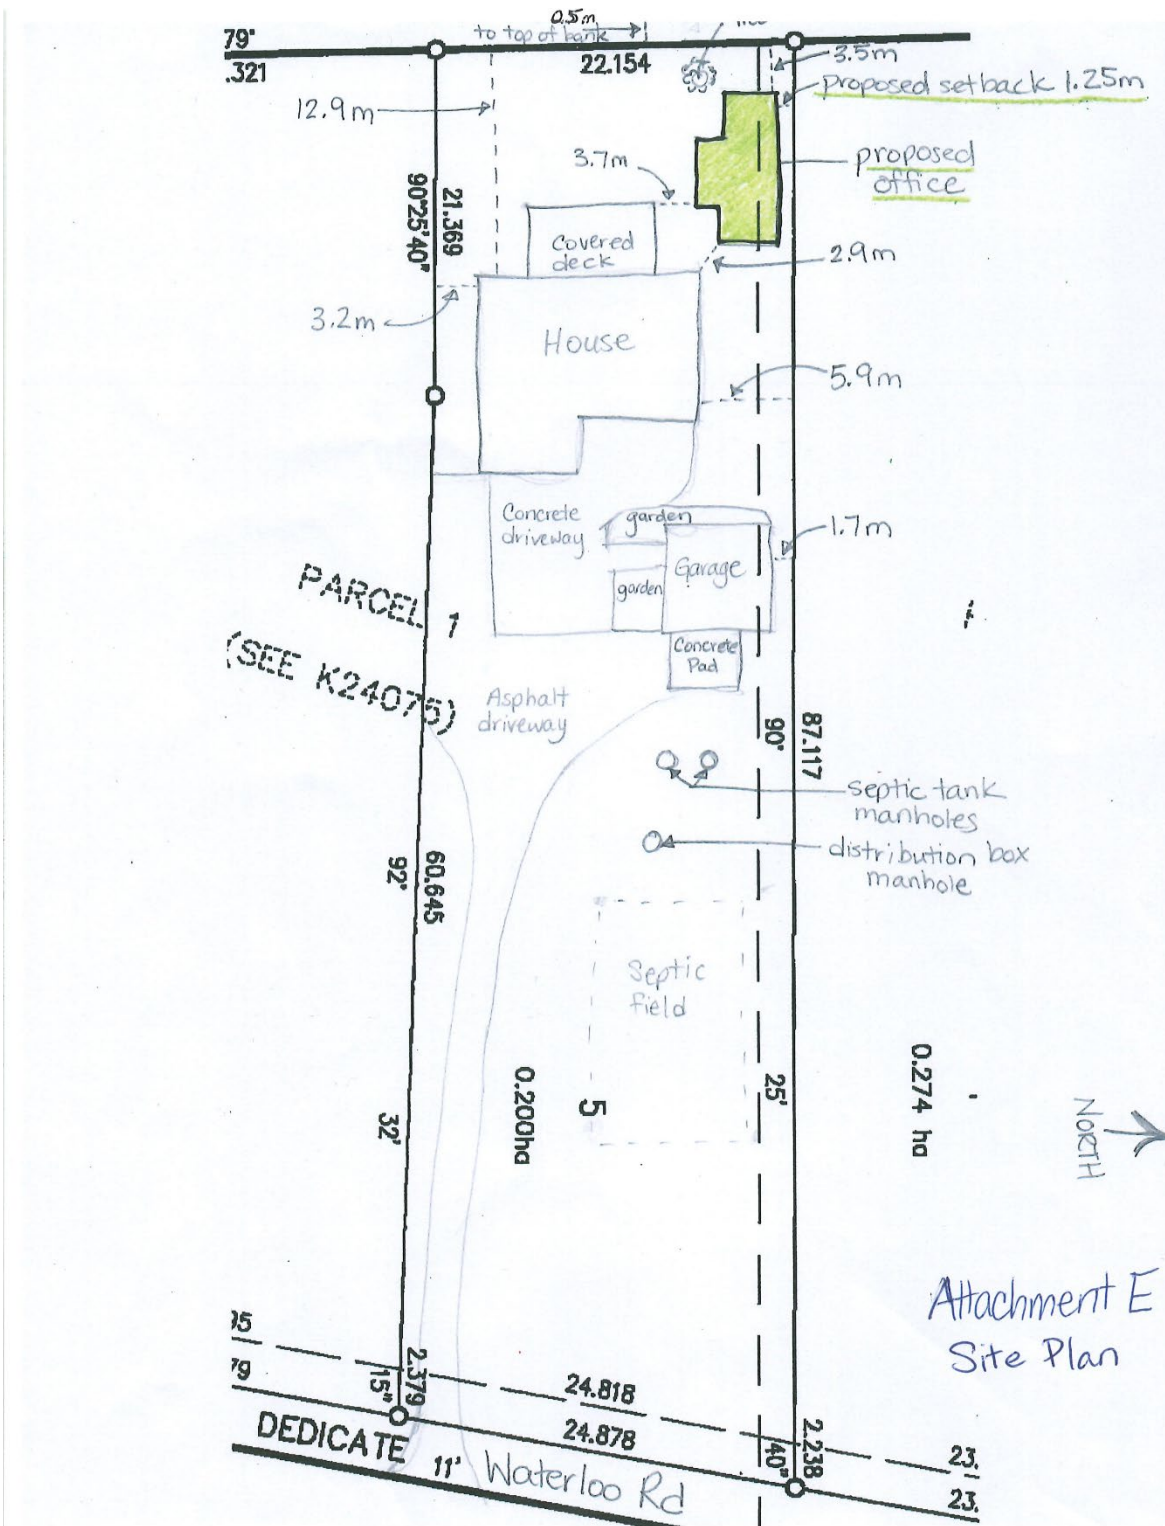 0.5m
to top of bank
79'
.321
22.154
3.5m
proposed setback 1.25m
12.9m
3.7m
proposed
office
21.369
90°25'40"
Covered
deck
2.9m
3.2m
House
5.9m
Concrete
driveway
garden
1.7m
Garage
garden
PARCEL 1
(SEE K24075)
Concrete
Pad
Asphalt
driveway
90°
87.117
septic tank
manholes
distribution box
manhole
60.645
92°
Septic
field
0.274 ha
25'
0.200ha
5
32'
NORTH
Attachment E
Site Plan
2.379
15"
24.818
24.878
2.238
40"
23.
23.
DEDICATE
11'
Waterloo Rd